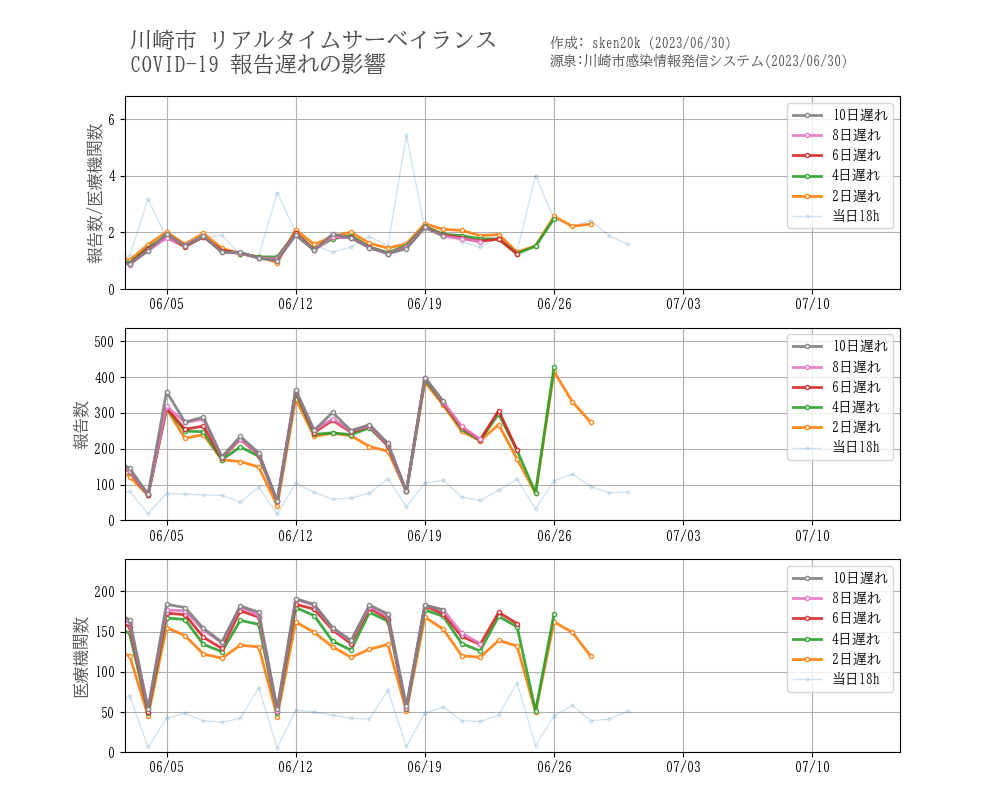 川崎市 リアルタイムサーベイランス
COVID-19 報告遅れの影響
作成: sken20k (2023/06/30)
源泉:川崎市感染情報発信システム(2023/06/30)
報告数/医療機関数
6
4
2
0
10日遅れ
8日遅れ
6日遅れ
4日遅れ
2日遅れ
当日18h
06/05
06/12
06/19
06/26
07/03
07/10
報告数
500
400
300
200
100
0
10日遅れ
8日遅れ
6日遅れ
4日遅れ
2日遅れ
当日18h
06/05
06/12
06/19
06/26
07/03
07/10
医療機関数
200
150
100
50
0
10日遅れ
8日遅れ
6日遅れ
4日遅れ
2日遅れ
当日18h
06/05
06/12
06/19
06/26
07/03
07/10